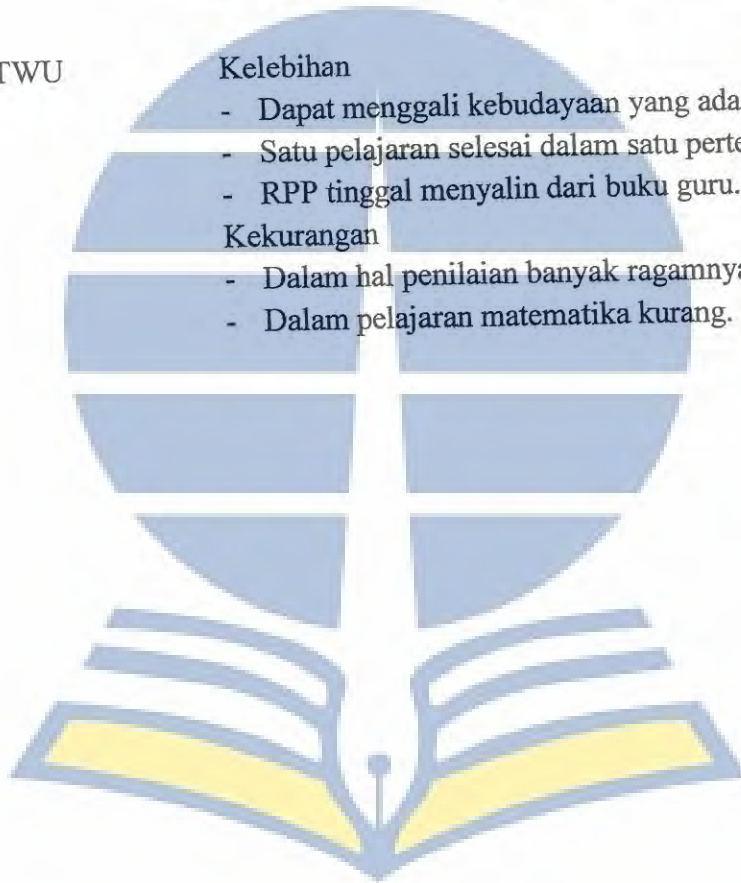 TWU
Kelebihan
- Dapat menggali kebudayaan yang ada
- Satu pelajaran selesai dalam satu
- RPP tinggal menyalin dari buku guru.
Kekurangan
- Dalam hal penilaian banyak ragamnya
- Dalam pelajaran matematika kurang.